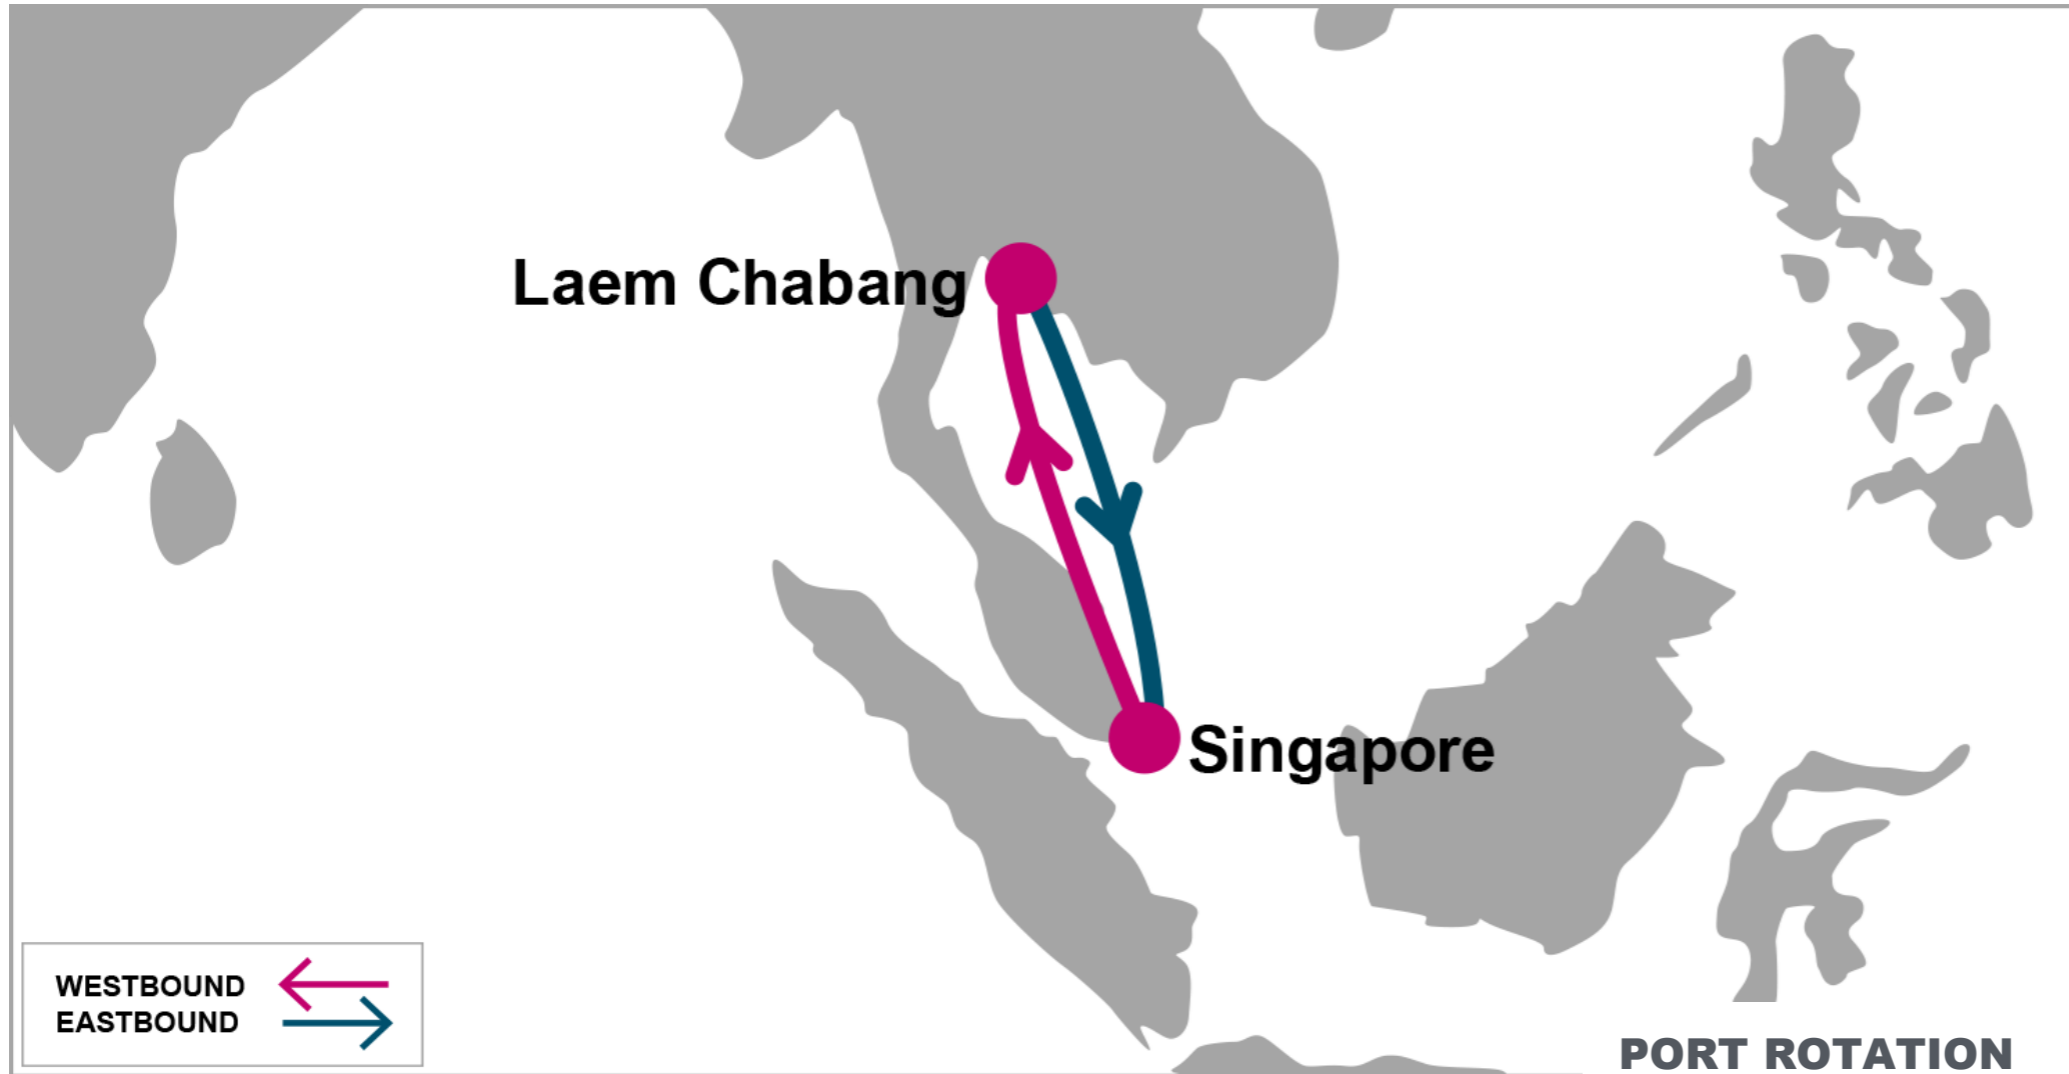 Laem Chabang
Singapore
WESTBOUND
EASTBOUND
PORT ROTATION